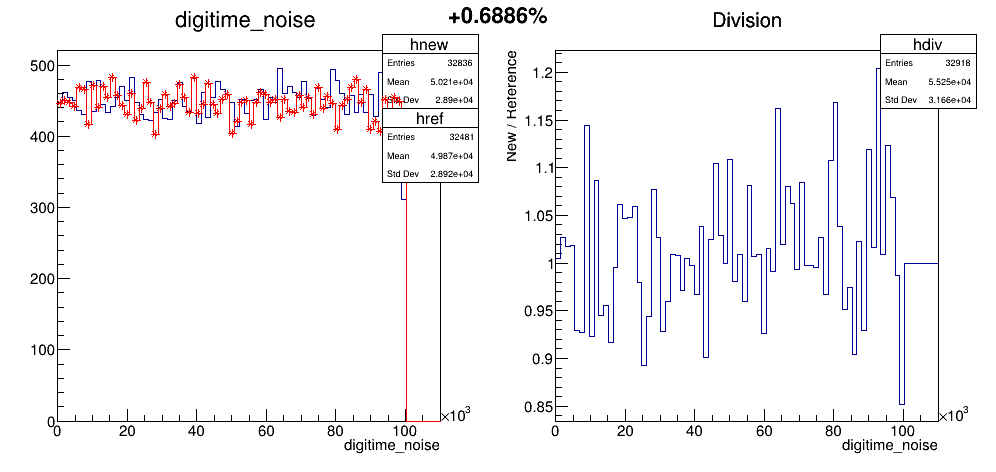 digitime_noise
+0.6886%
Division
hnew
Entries 32836
Mean 5.021e+04
Std Dev 2.89e+04
href
Entries 32481
Mean 4.987e+04
Std Dev 2.892e+04
500
400
300
200
100
0
0 20 40 60 80 100
×10³
digitime_noise
hdiv
Entries 32918
Mean 5.525e+04
Std Dev 3.166e+04
New / Reference
1.2
1.15
1.1
1.05
1
0.95
0.9
0.85
0 20 40 60 80 100
×10³
digitime_noise